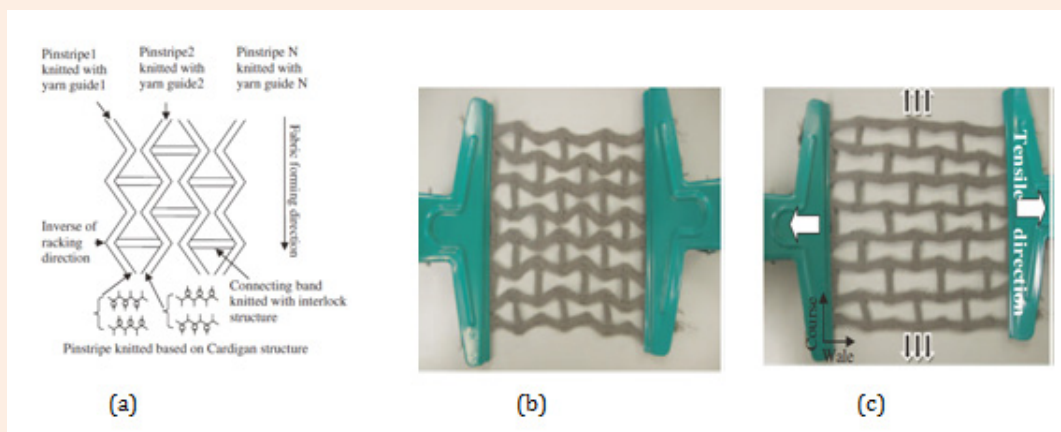 Pinstripe1
knitted with
yarn guide1
Pinstripe2
knitted with
yarn guide2
Pinstripe N
knitted with
yarn guide N
Fabric forming direction
Inverse of
racking
direction
Connecting band
knitted with interlock
structure
Pinstripe knitted based on Cardigan structure
Tensile direction
Course
Wale
(a)
(b)
(c)